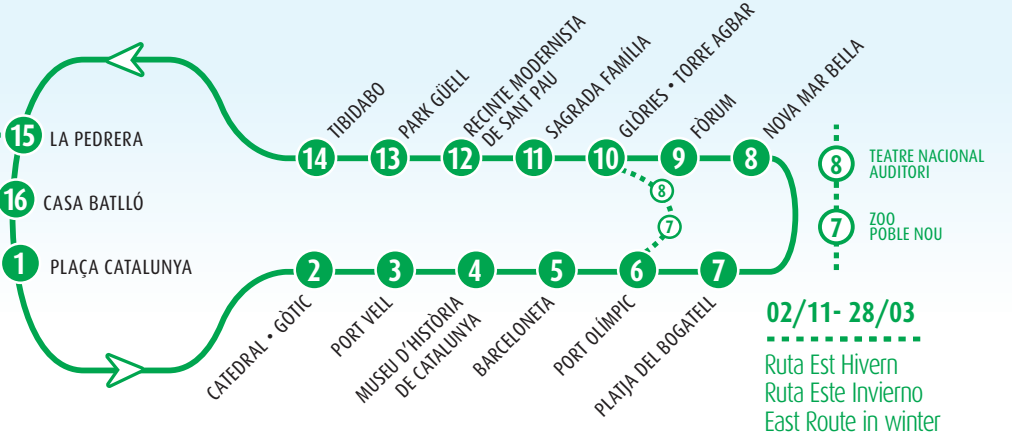 15 LA PEDRERA
16 CASA BATLLÓ
1 PLAÇA CATALUNYA
14 TIBIDABO
13 PARK GÜELL
12 RECINTE MODERNISTA
DE SANT PAU
11 SAGRADA FAMÍLIA
10 GLÒRIES • TORRE AGBAR
9 FÒRUM
8 NOVA MAR BELLA
8
7
2 CATEDRAL • GÒTIC
3 PORT VELL
4 MUSEU D'HISTÒRIA
DE CATALUNYA
5 BARCELONETA
6 PORT OLÍMPIC
7 PLATJA DEL BOGATELL
8 TEATRE NACIONAL
AUDITORI
7 ZOO
POBLE NOU
02/11- 28/03
Ruta Est Hivern
Ruta Este Invierno
East Route in winter